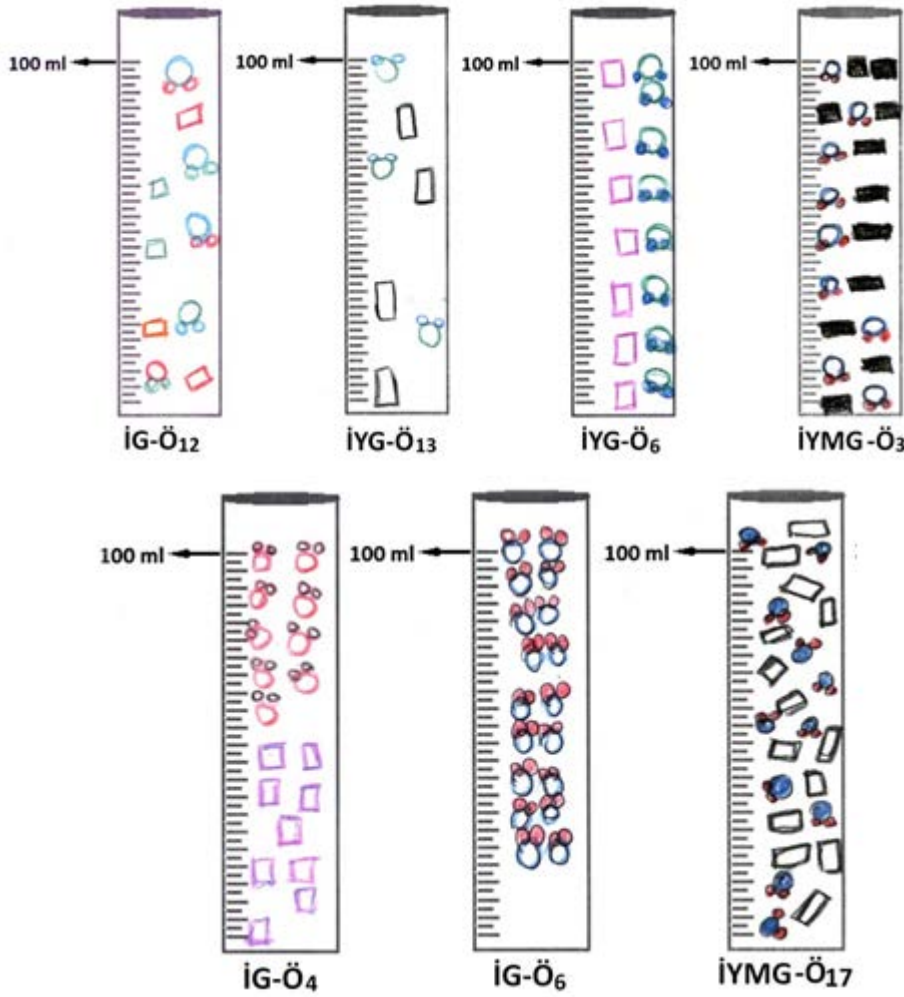 100 ml 100 ml 100 ml 100 ml
İG-Ö12 İYG-Ö13 İYG-Ö6 İYMG-Ö3
100 ml 100 ml 100 ml
İG-Ö4 İG-Ö6 İYMG-Ö17